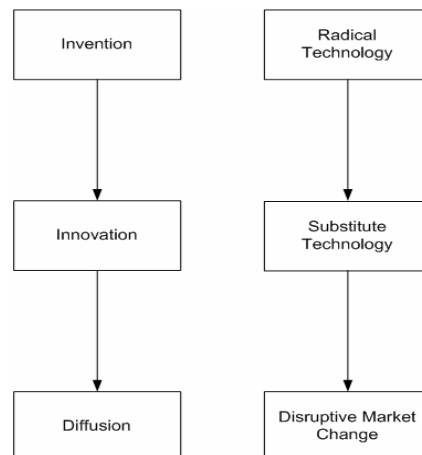 Invention
Radical
Technology
Innovation
Substitute
Technology
Diffusion
Disruptive Market
Change